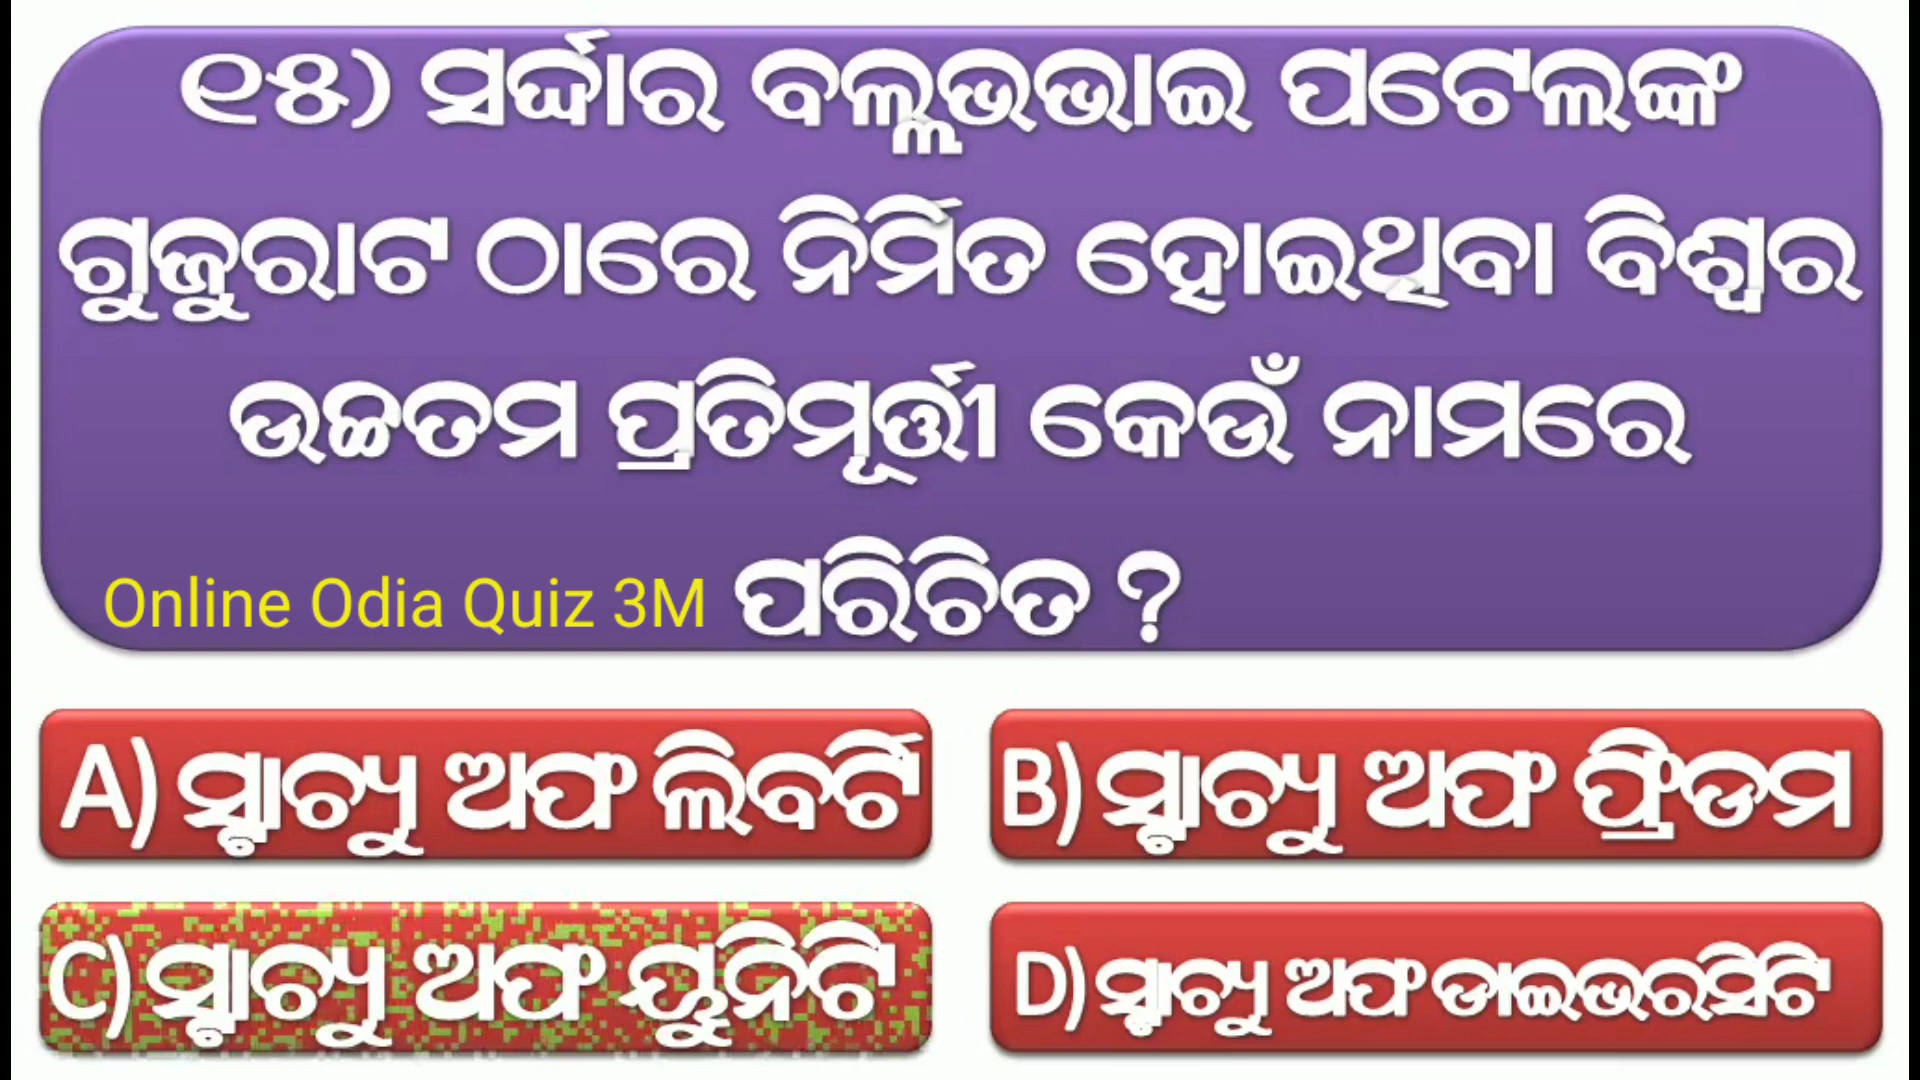 ୧୫) ସର୍ଦ୍ଦାର ବଲ୍ଲଭଭାଇ ପଟେଲଙ୍କ
ଗୁଜୁରାଟ ଠାରେ ନିର୍ମିତ ହୋଇଥିବା ବିଶ୍ୱର
ଉଚ୍ଚତମ ପ୍ରତିମୂର୍ତ୍ତୀ କେଉଁ ନାମରେ
ପରିଚିତ ?
Online Odia Quiz 3M
A) ସ୍ଟାଚ୍ୟୁ ଅଫ ଲିବର୍ଟି
B) ସ୍ଟାଚ୍ୟୁ ଅଫ ଫ୍ରିଡମ
C) ସ୍ଟାଚ୍ୟୁ ଅଫ ୟୁନିଟି
D) ସ୍ଟାଚ୍ୟୁ ଅଫ ଡାଇଭରସିଟି